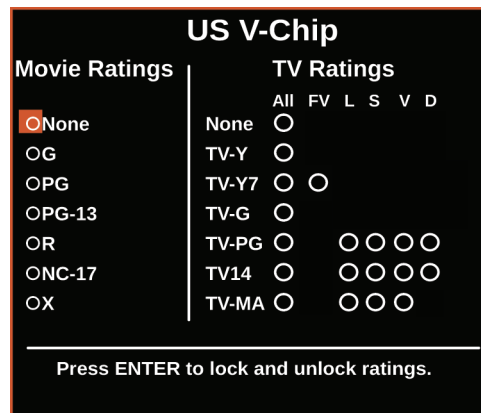 US V-Chip
Movie Ratings
None
G
PG
PG-13
R
NC-17
X
TV Ratings
All FV L S V D
None
TV-Y
TV-Y7
TV-G
TV-PG
TV14
TV-MA
Press ENTER to lock and unlock ratings.